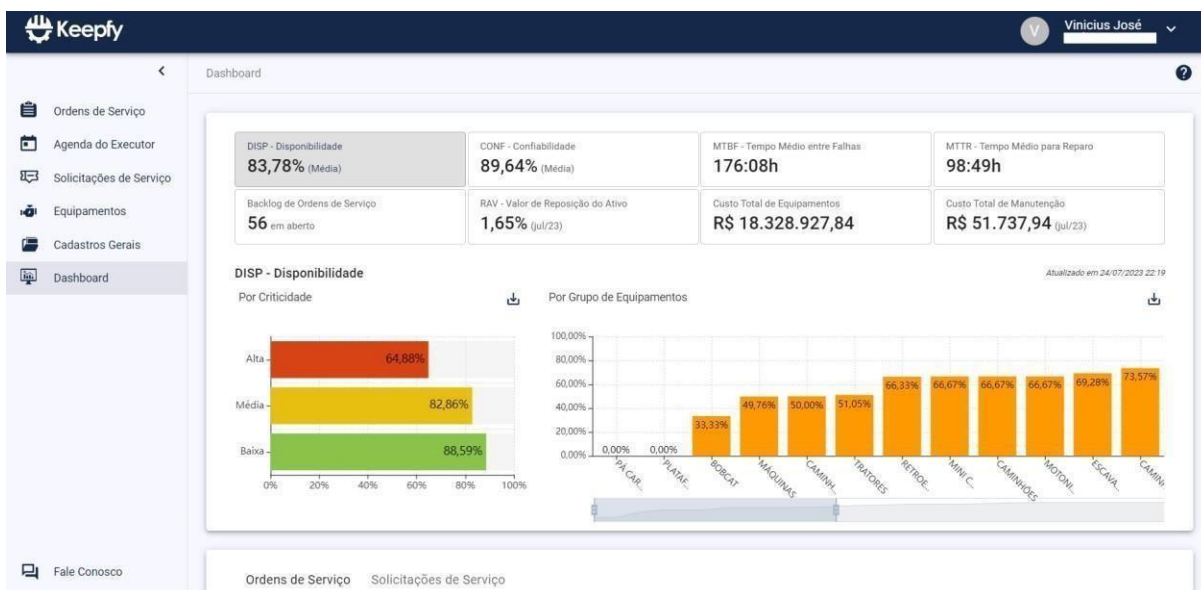 Keepfy
V
Vinicius José
Dashboard
Ordens de Serviço
Agenda do Executor
Solicitações de Serviço
Equipamentos
Cadastros Gerais
Dashboard
Fale Conosco
DISP - Disponibilidade
83,78% (Média)
CONF - Confiabilidade
89,64% (Média)
MTBF - Tempo Médio entre Falhas
176:08h
MTTR - Tempo Médio para Reparo
98:49h
Backlog de Ordens de Serviço
56 em aberto
RAV - Valor de Reposição do Ativo
1,65% (jul/23)
Custo Total de Equipamentos
R$ 18.328.927,84
Custo Total de Manutenção
R$ 51.737,94 (jul/23)
DISP - Disponibilidade
Atualizado em 24/07/2023 22:19
Por Criticidade
Alta
64,88%
Média
82,86%
Baixa
88,59%
0% 20% 40% 60% 80% 100%
Por Grupo de Equipamentos
100,00%
80,00%
60,00%
40,00%
20,00%
0,00%
0,00% 0,00% 33,33% 49,76% 50,00% 51,05% 66,33% 66,67% 66,67% 66,67% 69,28% 73,57%
PÁ CAR... PLATAF... BOBCAT MÁQUINAS CAMINH... TRATORES RETROE... MINI C... CAMINHÕES MOTONI... ESCAVA... CAMIN
Ordens de Serviço Solicitações de Serviço